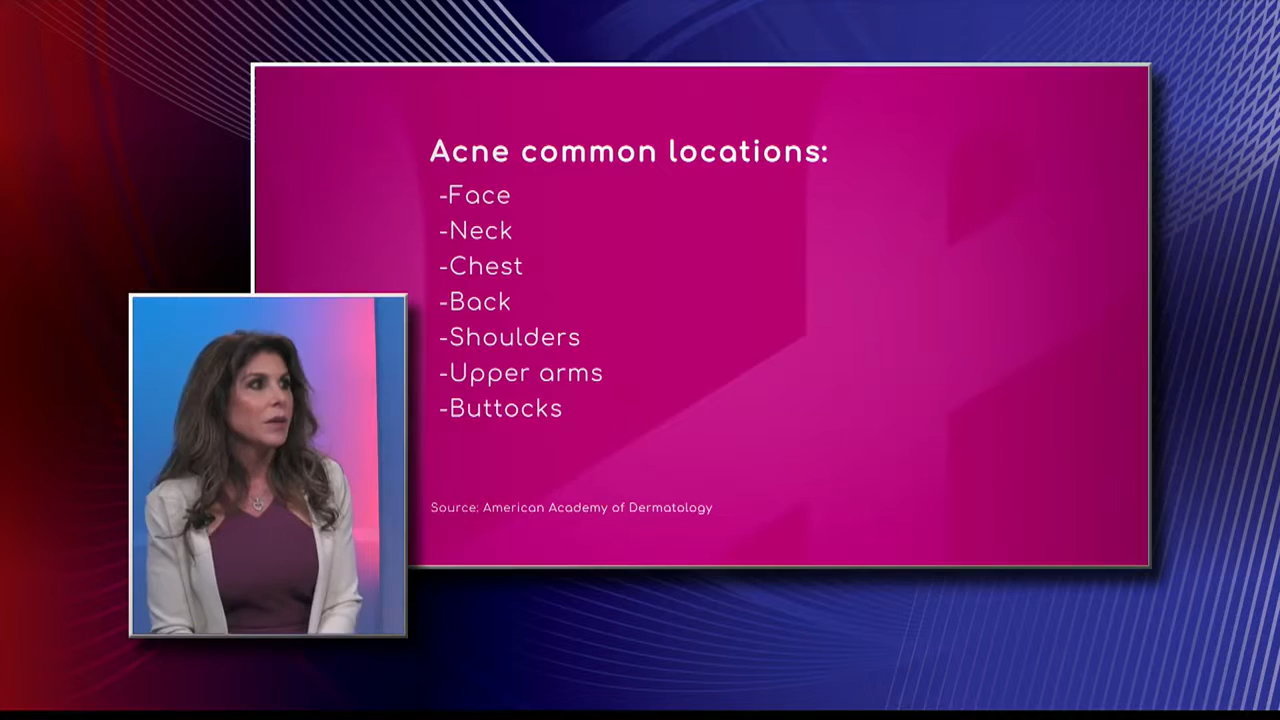 Acne common locations:
-Face
-Neck
-Chest
-Back
-Shoulders
-Upper arms
-Buttocks
Source: American Academy of Dermatology